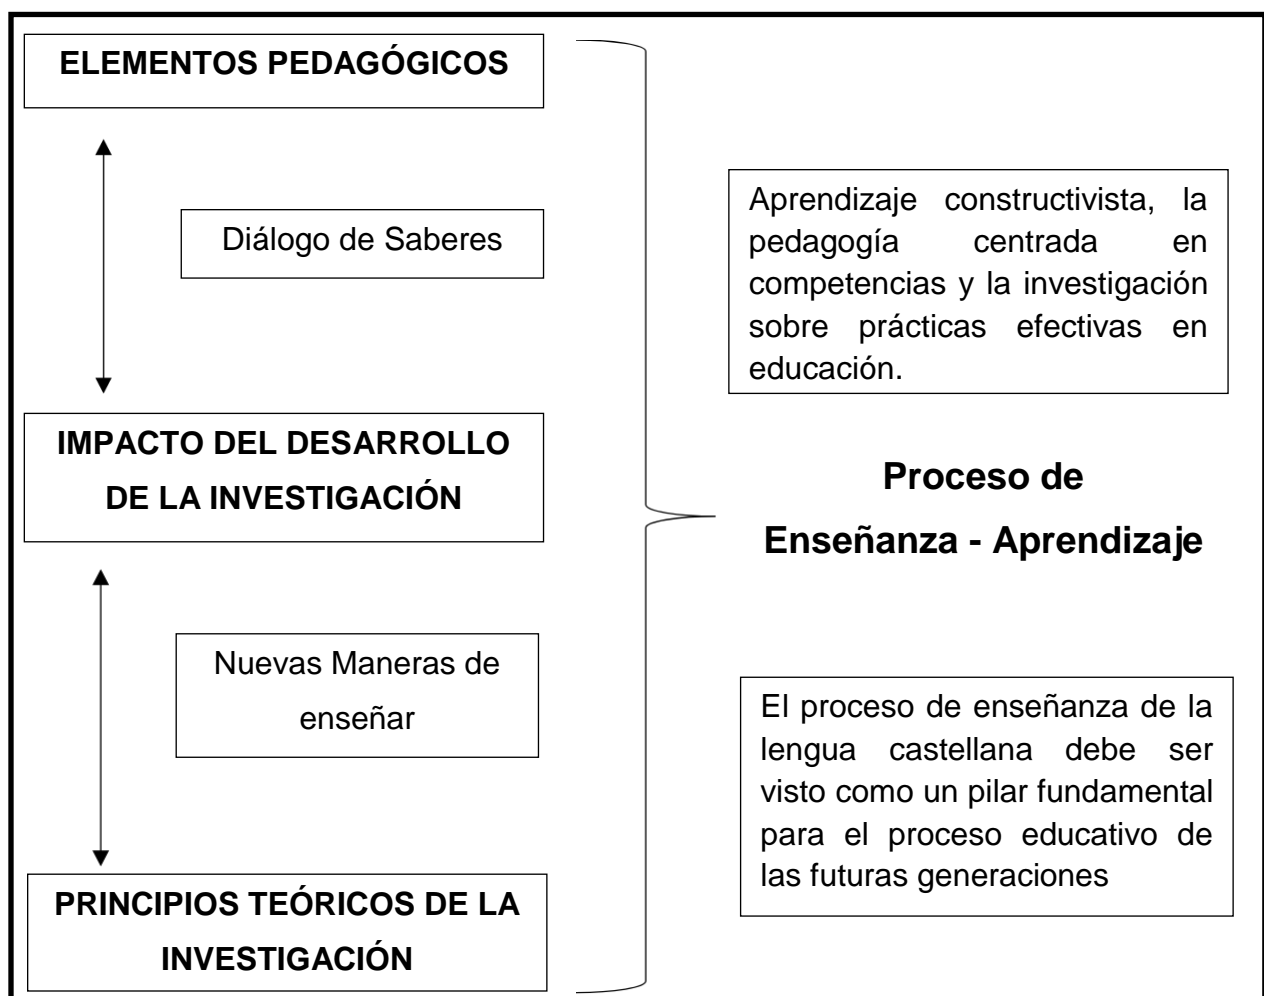 ELEMENTOS PEDAGÓGICOS
Diálogo de Saberes
IMPACTO DEL DESARROLLO
DE LA INVESTIGACIÓN
Nuevas Maneras de
enseñar
PRINCIPIOS TEÓRICOS DE LA
INVESTIGACIÓN
Aprendizaje constructivista, la
pedagogía centrada en
competencias y la investigación
sobre prácticas efectivas en
educación.
Proceso de
Enseñanza - Aprendizaje
El proceso de enseñanza de la
lengua castellana debe ser
visto como un pilar fundamental
para el proceso educativo de
las futuras generaciones